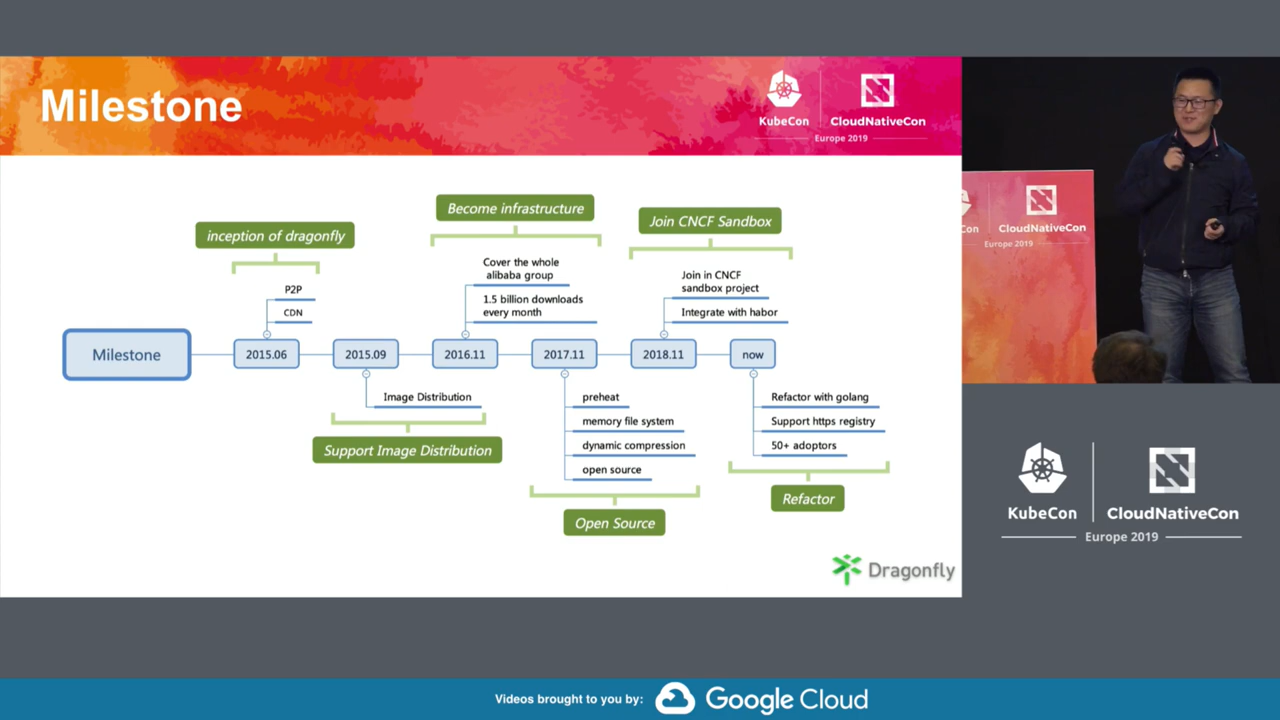 Milestone
KubeCon
CloudNativeCon
Europe 2019
inception of dragonfly
P2P
CDN
Become infrastructure
Cover the whole
alibaba group
1.5 billion downloads
every month
Join CNCF Sandbox
Join in CNCF
sandbox project
Integrate with habor
Milestone
2015.06
2015.09
2016.11
2017.11
2018.11
now
Image Distribution
Support Image Distribution
preheat
memory file system
dynamic compression
open source
Open Source
Refactor with golang
Support https registry
50+ adoptors
Refactor
Dragonfly
Con
CloudNativeCon
Europe 2019
KubeCon
CloudNativeCon
Europe 2019
Videos brought to you by:
Google Cloud